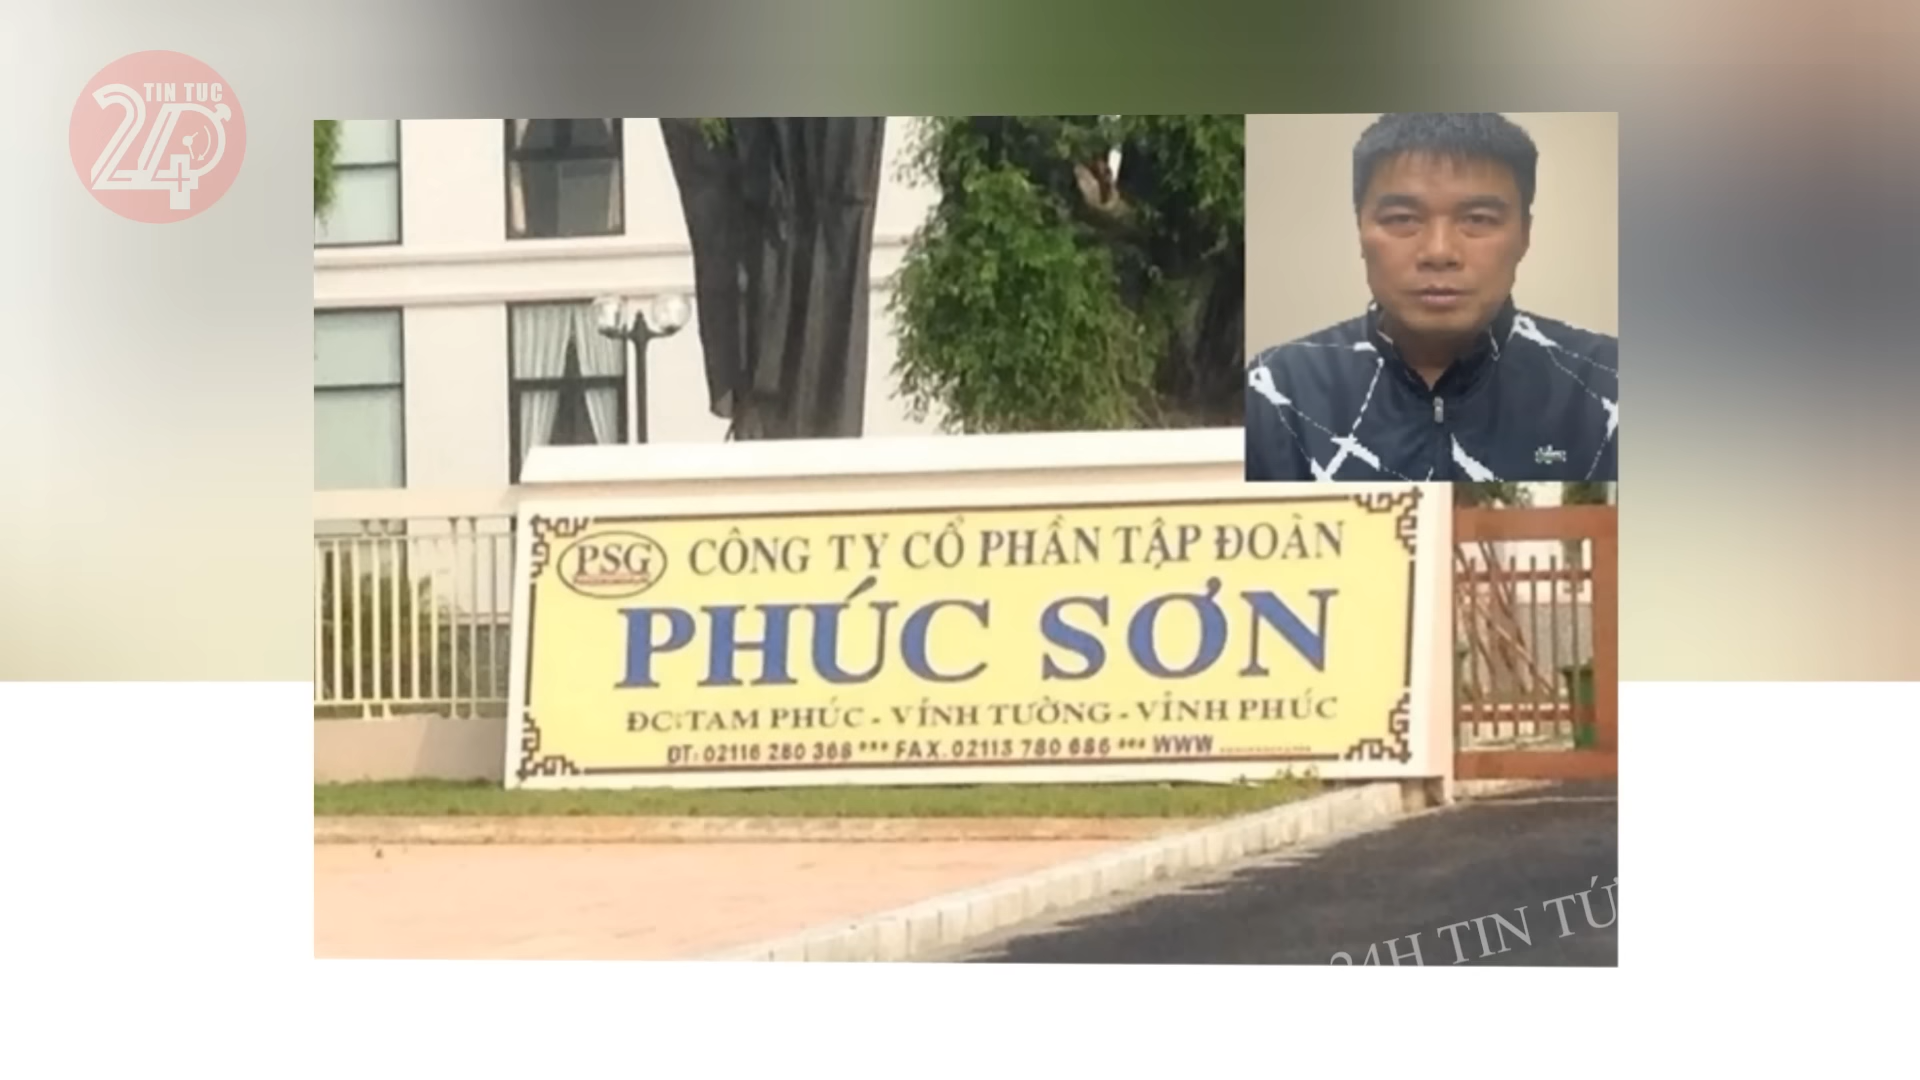 TIN TỨC
24
PSG
CÔNG TY CỔ PHẦN TẬP ĐOÀN
PHÚC SƠN
ĐC:TAM PHÚC - VĨNH TƯỜNG - VĨNH PHÚC
ĐT: 02116 280 368 *** FAX. 02113 780 686 *** WWW ............
24H TIN TỨ